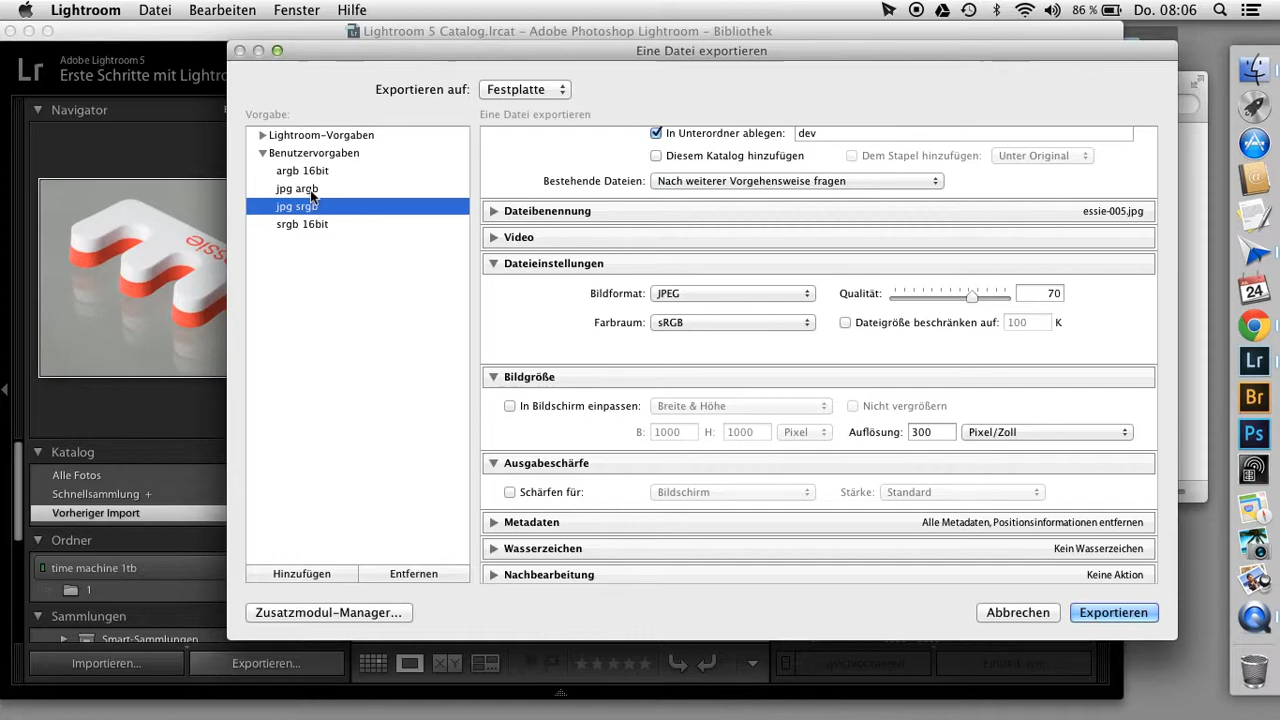 Lightroom Datei Bearbeiten Fenster Hilfe 86 % Do. 08:06
Lightroom 5 Catalog.lrcat - Adobe Photoshop Lightroom - Bibliothek
Eine Datei exportieren
Lr Adobe Lightroom 5
Erste Schritte mit Lightro
Exportieren auf: Festplatte
Navigator
Vorgabe:
Eine Datei exportieren
Lightroom-Vorgaben
Benutzervorgaben
argb 16bit
jpg argb
jpg srgb
srgb 16bit
In Unterordner ablegen: dev
Diesem Katalog hinzufügen Dem Stapel hinzufügen: Unter Original
Bestehende Dateien: Nach weiterer Vorgehensweise fragen
Dateibenennung essie-005.jpg
Video
Dateieinstellungen
Bildformat: JPEG Qualität: 70
Farbraum: sRGB Dateigröße beschränken auf: 100 K
Bildgröße
In Bildschirm einpassen: Breite & Höhe Nicht vergrößern
B: 1000 H: 1000 Pixel Auflösung: 300 Pixel/Zoll
Ausgabeschärfe
Schärfen für: Bildschirm Stärke: Standard
Metadaten Alle Metadaten, Positionsinformationen entfernen
Wasserzeichen Kein Wasserzeichen
Nachbearbeitung Keine Aktion
Hinzufügen Entfernen
Zusatzmodul-Manager... Abbrechen Exportieren
essie
Katalog
Alle Fotos
Schnellsammlung +
Vorheriger Import
Ordner
time machine 1tb
1
Sammlungen
Smart-Sammlungen
Importieren... Exportieren...
XY
24
Lr
Br
Ps